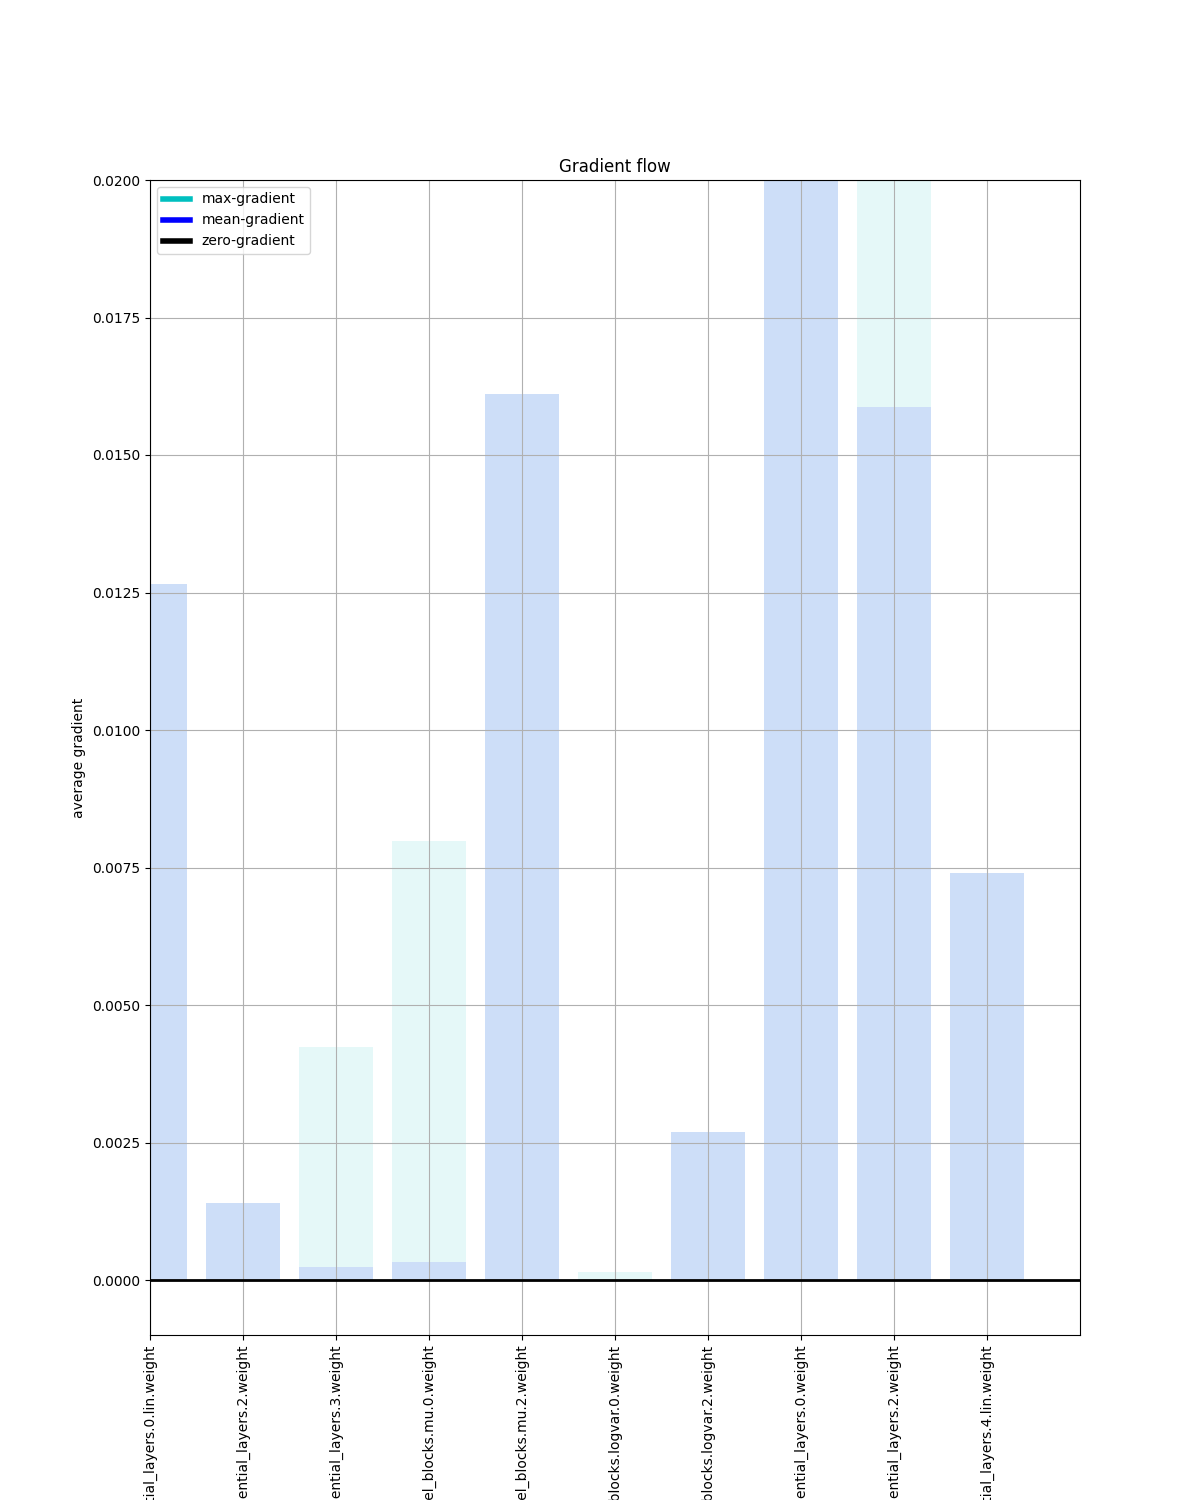 Gradient flow
max-gradient
mean-gradient
zero-gradient
0.0200
0.0175
0.0150
0.0125
0.0100
0.0075
0.0050
0.0025
0.0000
average gradient
tial_layers.0.lin.weight
ential_layers.2.weight
ential_layers.3.weight
el_blocks.mu.0.weight
el_blocks.mu.2.weight
blocks.logvar.0.weight
blocks.logvar.2.weight
ential_layers.0.weight
ential_layers.2.weight
tial_layers.4.lin.weight